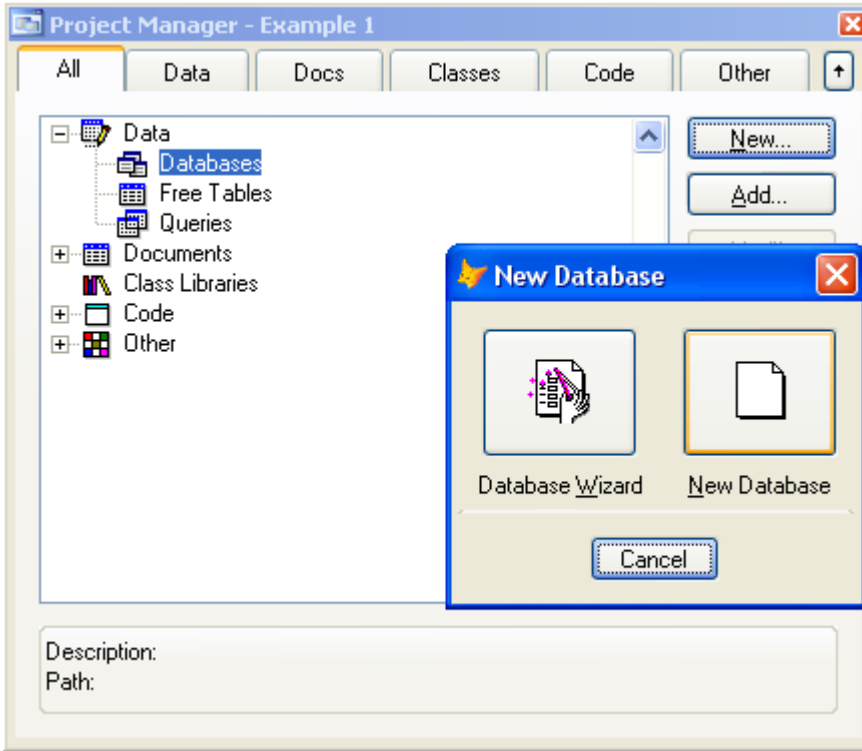 Project Manager - Example 1
All Data Docs Classes Code Other
Data
Databases
Free Tables
Queries
Documents
Class Libraries
Code
Other
New...
Add...
New Database
Database Wizard New Database
Cancel
Description:
Path: